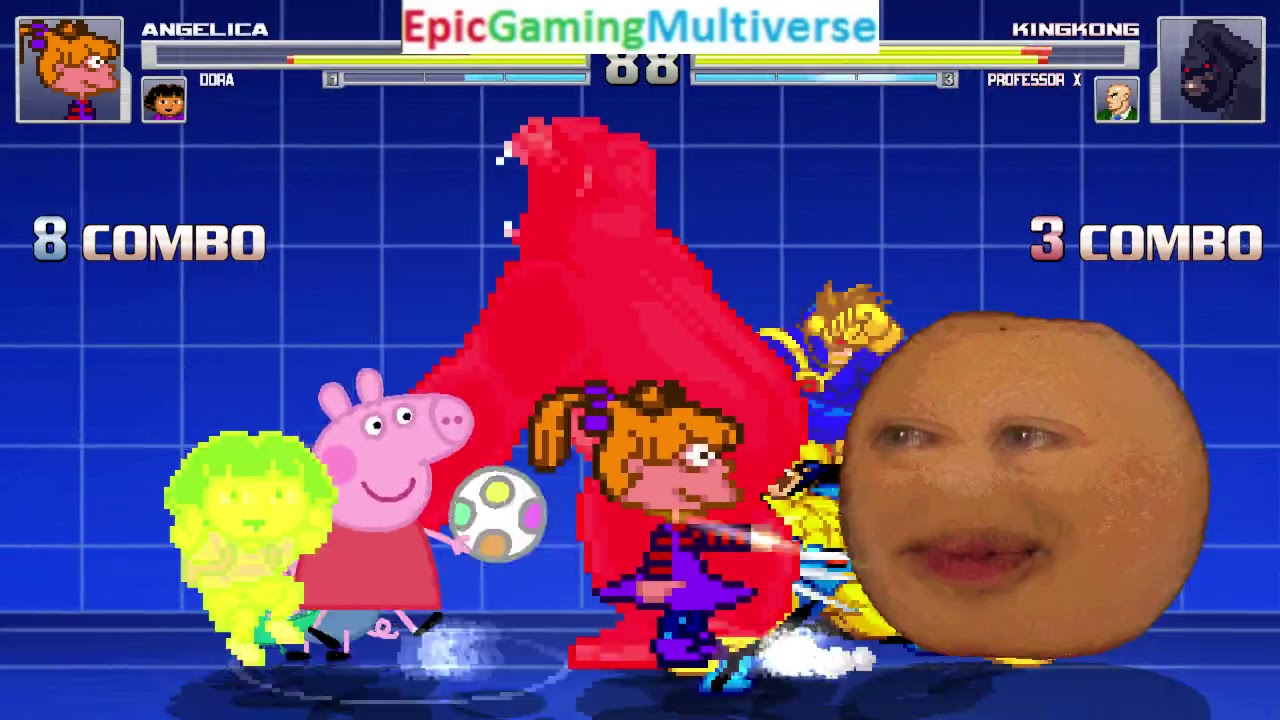 EpicGamingMultiverse
ANGELICA
KINGKONG
DORA
1
88
3
PROFESSOR X
8 COMBO
3 COMBO